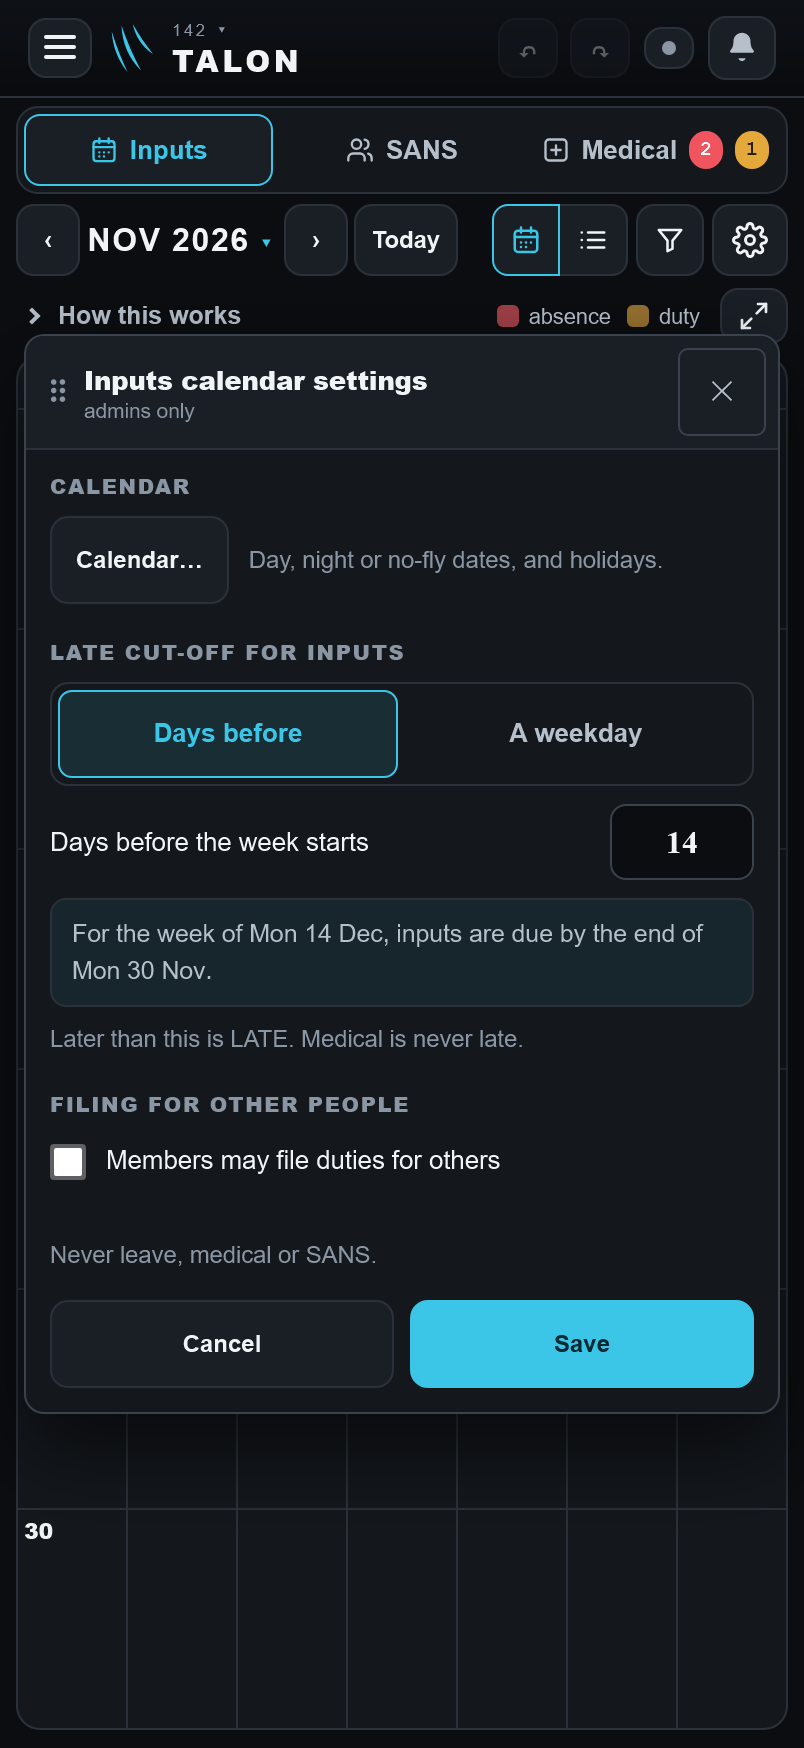 142 ▾
TALON
Inputs
SANS
Medical 2 1
‹ NOV 2026 ▾ › Today
How this works
absence duty
Inputs calendar settings
admins only
CALENDAR
Calendar… Day, night or no-fly dates, and holidays.
LATE CUT-OFF FOR INPUTS
Days before A weekday
Days before the week starts 14
For the week of Mon 14 Dec, inputs are due by the end of
Mon 30 Nov.
Later than this is LATE. Medical is never late.
FILING FOR OTHER PEOPLE
Members may file duties for others
Never leave, medical or SANS.
Cancel Save
30